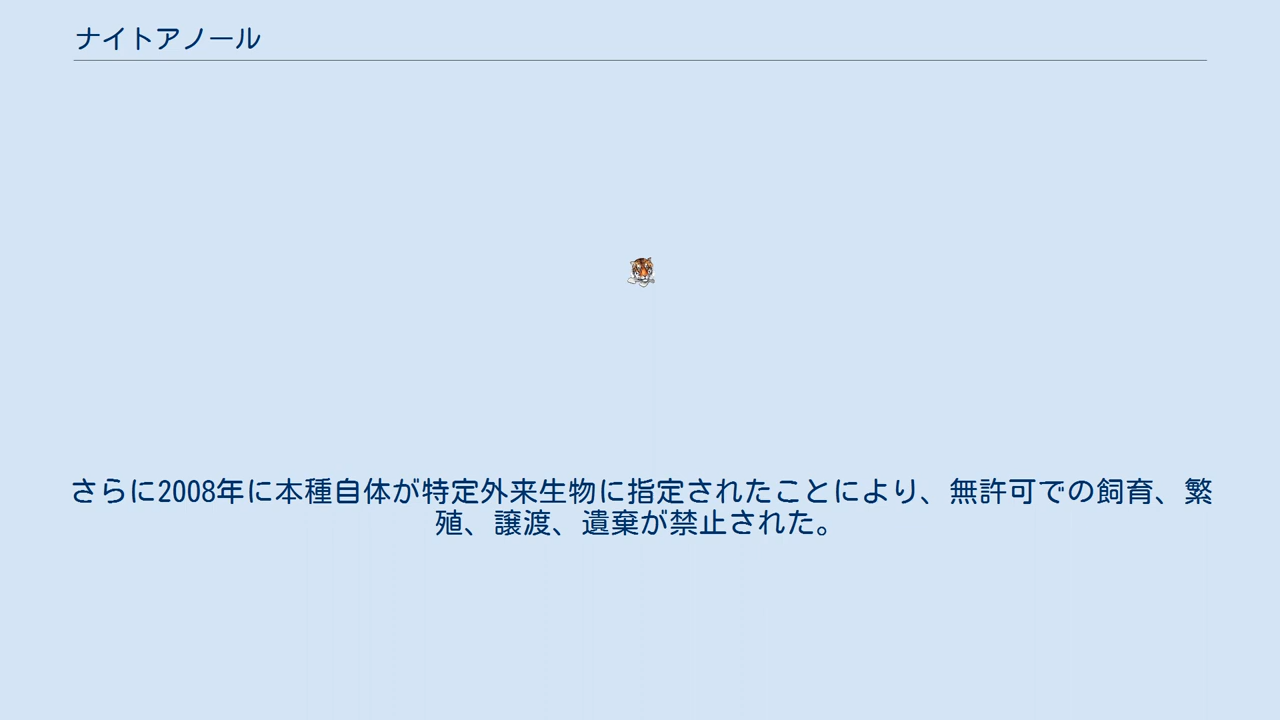 ナイトアノール
さらに2008年に本種自体が特定外来生物に指定されたことにより、無許可での飼育、繁
殖、譲渡、遺棄が禁止された。